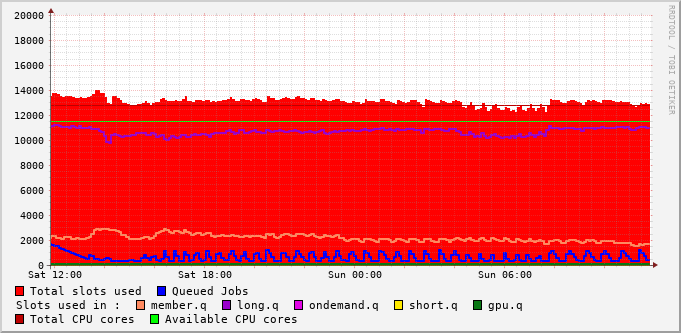 20000
18000
16000
14000
12000
10000
8000
6000
4000
2000
0
Sat 12:00 Sat 18:00 Sun 00:00 Sun 06:00
RRDTOOL / TOBI OETIKER
Total slots used Queued Jobs
Slots used in : member.q long.q ondemand.q short.q gpu.q
Total CPU cores Available CPU cores